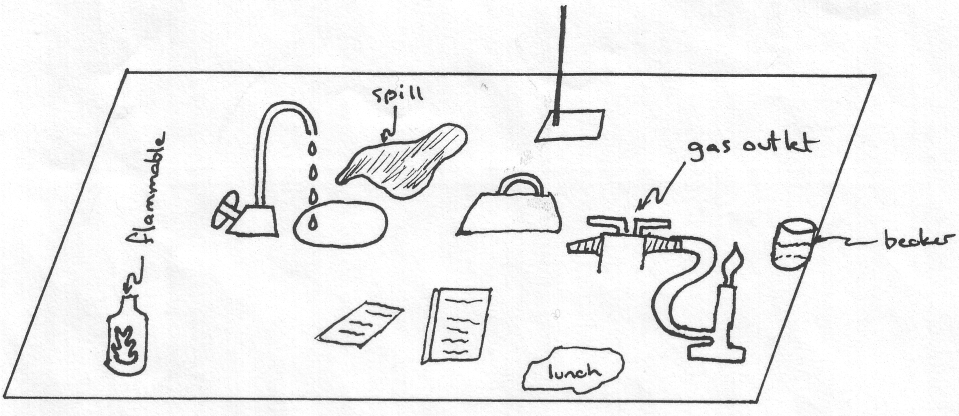 spill
gas outlet
flammable
beaker
lunch